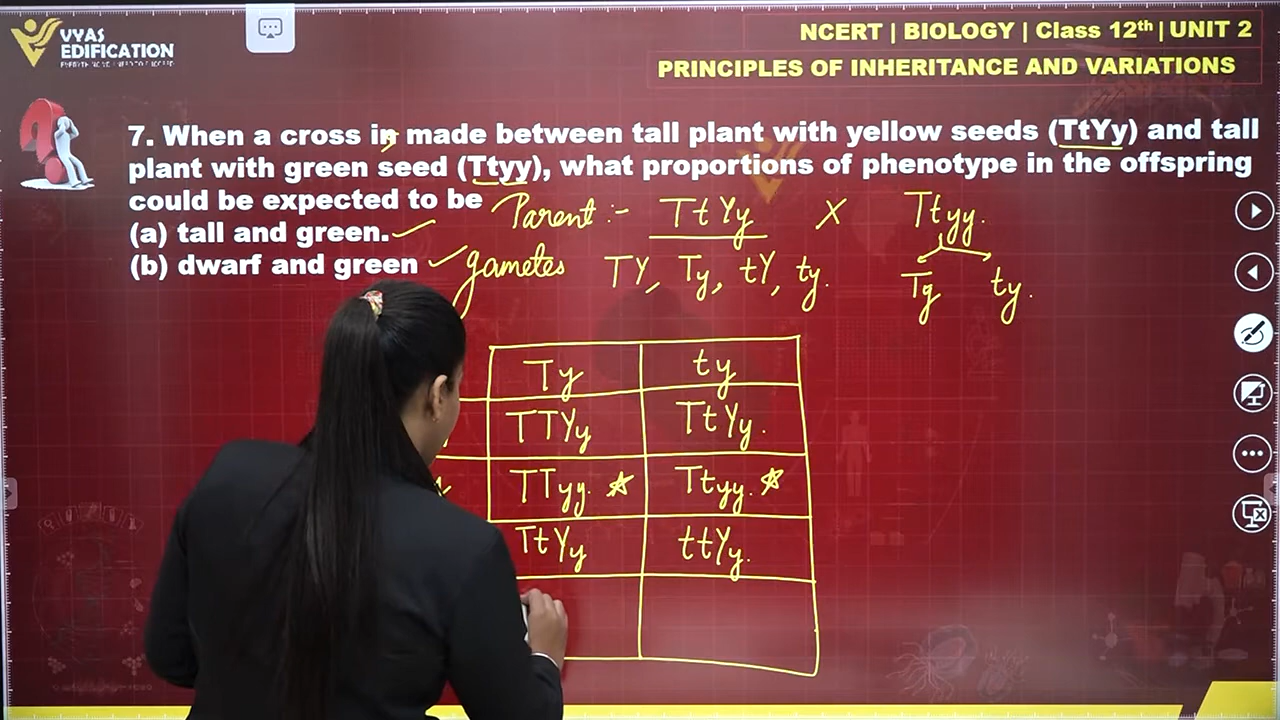 VYAS
EDIFICATION
NCERT | BIOLOGY | Class 12th | UNIT 2
PRINCIPLES OF INHERITANCE AND VARIATIONS
7. When a cross in made between tall plant with yellow seeds (TtYy) and tall
plant with green seed (Ttyy), what proportions of phenotype in the offspring
could be expected to be
Parent :- TtYy X Ttyy.
(a) tall and green.
(b) dwarf and green
gametes TY, Ty, tY, ty. Ty ty.
Ty ty
TTYy TtYy.
TTyy. Ttyy.
TtYy ttYy.